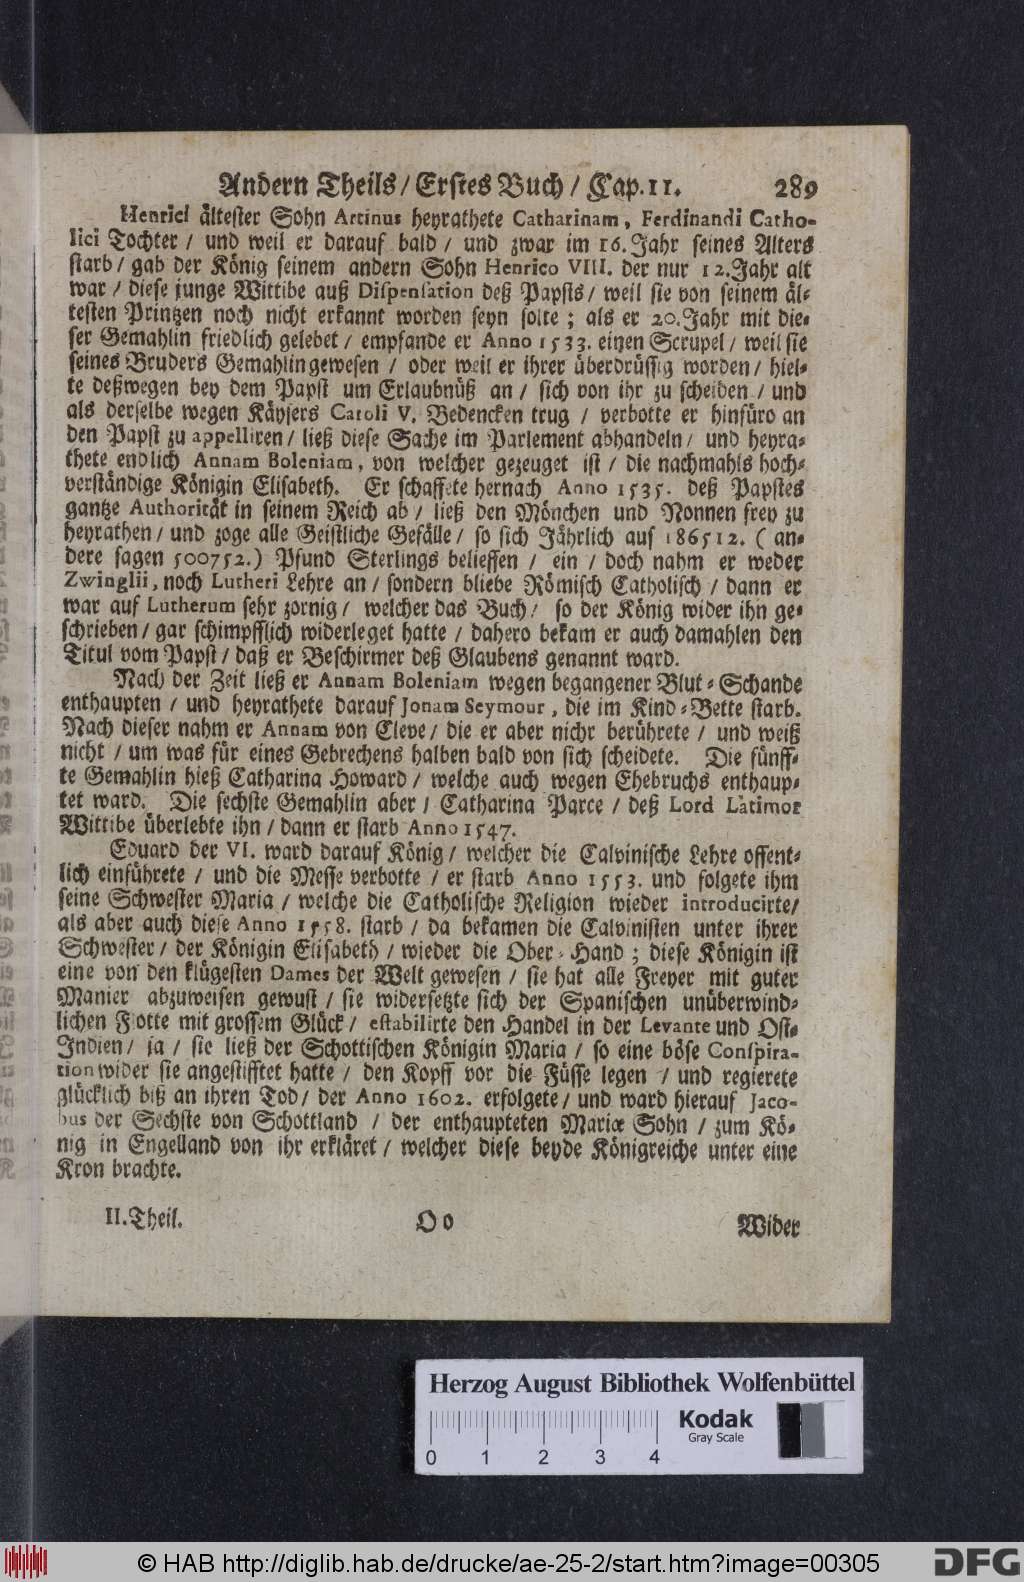 Andern Theils / Erstes Buch / Cap. 11. 289
Henrici ältester Sohn Artinus heyrathete Catharinam, Ferdinandi Catho-
lici Tochter / und weil er darauf bald / und zwar im 16. Jahr seines Alters
starb / gab der König seinem andern Sohn Henrico VIII. der nur 12. Jahr alt
war / diese junge Wittibe auß Dispensation deß Papsts / weil sie von seinem äl-
testen Printzen noch nicht erkannt worden seyn solte ; als er 20. Jahr mit die-
ser Gemahlin friedlich gelebet / empfande er Anno 1533. einen Scrupel / weil sie
seines Bruders Gemahlin gewesen / oder weil er ihrer überdrüssig worden / hiel-
te deßwegen bey dem Papst um Erlaubnüß an / sich von ihr zu scheiden / und
als derselbe wegen Käysers Caroli V. Bedencken trug / verbotte er hinfüro an
den Papst zu appelliren / ließ diese Sache im Parlement abhandeln / und heyra-
thete endlich Annam Boleniam, von welcher gezeuget ist / die nachmahls hoch-
verständige Königin Elisabeth. Er schaffete hernach Anno 1535. deß Papstes
gantze Authorität in seinem Reich ab / ließ den Mönchen und Nonnen frey zu
heyrathen / und zoge alle Geistliche Gefälle / so sich Jährlich auf 186512. ( an-
dere sagen 500752. ) Pfund Sterlings belieffen / ein / doch nahm er weder
Zwinglii, noch Lutheri Lehre an / sondern bliebe Römisch Catholisch / dann er
war auf Lutherum sehr zornig / welcher das Buch / so der König wider ihn ge-
schrieben / gar schimpfflich widerleget hatte / dahero bekam er auch damahlen den
Titul vom Papst / daß er Beschirmer deß Glaubens genannt ward.
Nach der Zeit ließ er Annam Boleniam wegen begangener Blut-Schande
enthaupten / und heyrathete darauf Jonam Seymour, die im Kind-Bette starb.
Nach dieser nahm er Annam von Cleve / die er aber nichr berührete / und weiß
nicht / um was für eines Gebrechens halben bald von sich scheidete. Die fünff-
te Gemahlin hieß Catharina Howard / welche auch wegen Ehebruchs enthaup-
tet ward. Die sechste Gemahlin aber / Catharina Parce / deß Lord Latimor
Wittibe überlebte ihn / dann er starb Anno 1547.
Eduard der VI. ward darauf König / welcher die Calvinische Lehre offent-
lich einführete / und die Messe verbotte / er starb Anno 1553. und folgete ihm
seine Schwester Maria / welche die Catholische Religion wieder introducirte /
als aber auch diese Anno 1558. starb / da bekamen die Calvinisten unter ihrer
Schwester / der Königin Elisabeth / wieder die Ober-Hand ; diese Königin ist
eine von den klügesten Dames der Welt gewesen / sie hat alle Freyer mit guter
Manier abzuweisen gewust / sie widersetzte sich der Spanischen unüberwind-
lichen Flotte mit grossem Glück / estabilirte den Handel in der Levante und Ost-
Indien / ja / sie ließ der Schottischen Königin Maria / so eine böse Conspira-
tion wider sie angestifftet hatte / den Kopff vor die Füsse legen / und regierete
glücklich biß an ihren Tod / der Anno 1602. erfolgete / und ward hierauf Jaco-
bus der Sechste von Schottland / der enthaupteten Mariæ Sohn / zum Kö-
nig in Engelland von ihr erkläret / welcher diese beyde Königreiche unter eine
Kron brachte.
II. Theil. O o Wider
Herzog August Bibliothek Wolfenbüttel
Kodak
Gray Scale
0 1 2 3 4
© HAB http://diglib.hab.de/drucke/ae-25-2/start.htm?image=00305
DFG